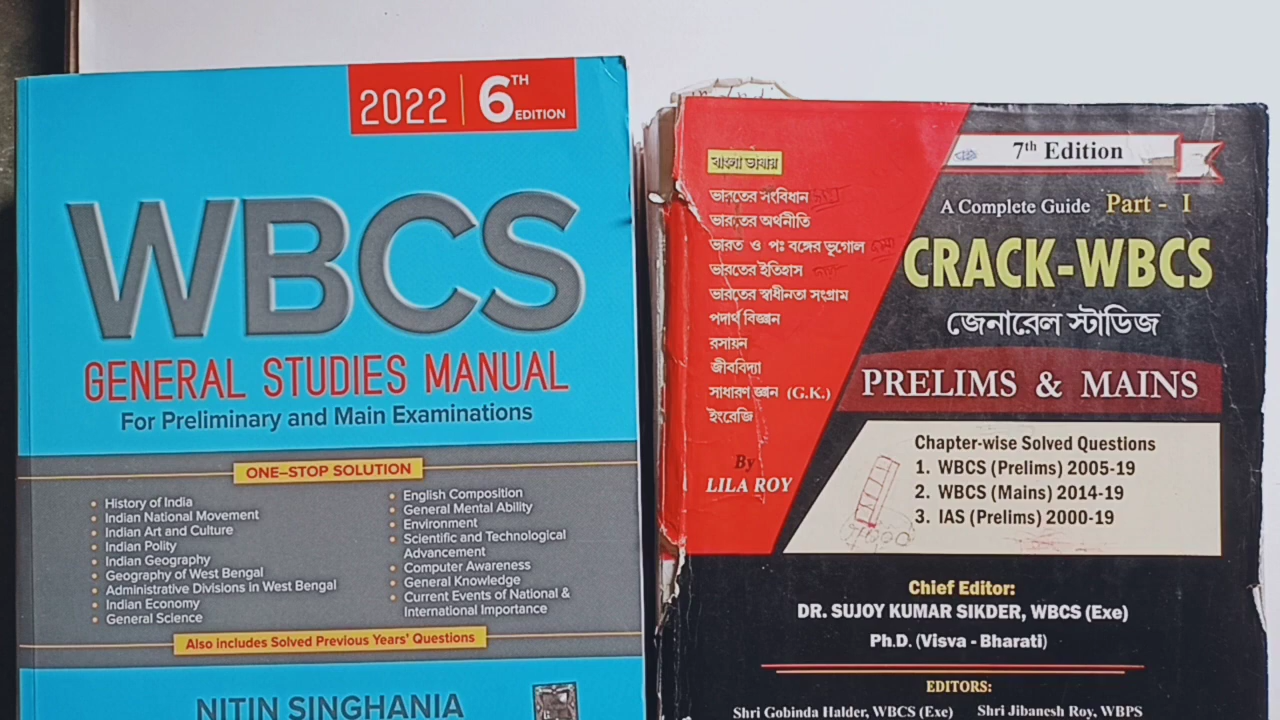 2022 | 6TH EDITION
WBCS
GENERAL STUDIES MANUAL
For Preliminary and Main Examinations
ONE–STOP SOLUTION
• History of India
• Indian National Movement
• Indian Art and Culture
• Indian Polity
• Indian Geography
• Geography of West Bengal
• Administrative Divisions in West Bengal
• Indian Economy
• General Science
• English Composition
• General Mental Ability
• Environment
• Scientific and Technological
Advancement
• Computer Awareness
• General Knowledge
• Current Events of National &
International Importance
Also includes Solved Previous Years' Questions
NITIN SINGHANIA
বাংলা ভাষায়
ভারতের সংবিধান
ভারতের অর্থনীতি
ভারত ও পঃ বঙ্গের ভূগোল
ভারতের ইতিহাস
ভারতের স্বাধীনতা সংগ্রাম
পদার্থ বিজ্ঞান
রসায়ন
জীববিদ্যা
সাধারণ জ্ঞান (G.K.)
ইংরেজি
By
LILA ROY
7th Edition
A Complete Guide Part - I
CRACK-WBCS
জেনারেল স্টাডিজ
PRELIMS & MAINS
Chapter-wise Solved Questions
1. WBCS (Prelims) 2005-19
2. WBCS (Mains) 2014-19
3. IAS (Prelims) 2000-19
Chief Editor:
DR. SUJOY KUMAR SIKDER, WBCS (Exe)
Ph.D. (Visva - Bharati)
EDITORS:
Shri Gobinda Halder, WBCS (Exe) Shri Jibanesh Roy, WBPS